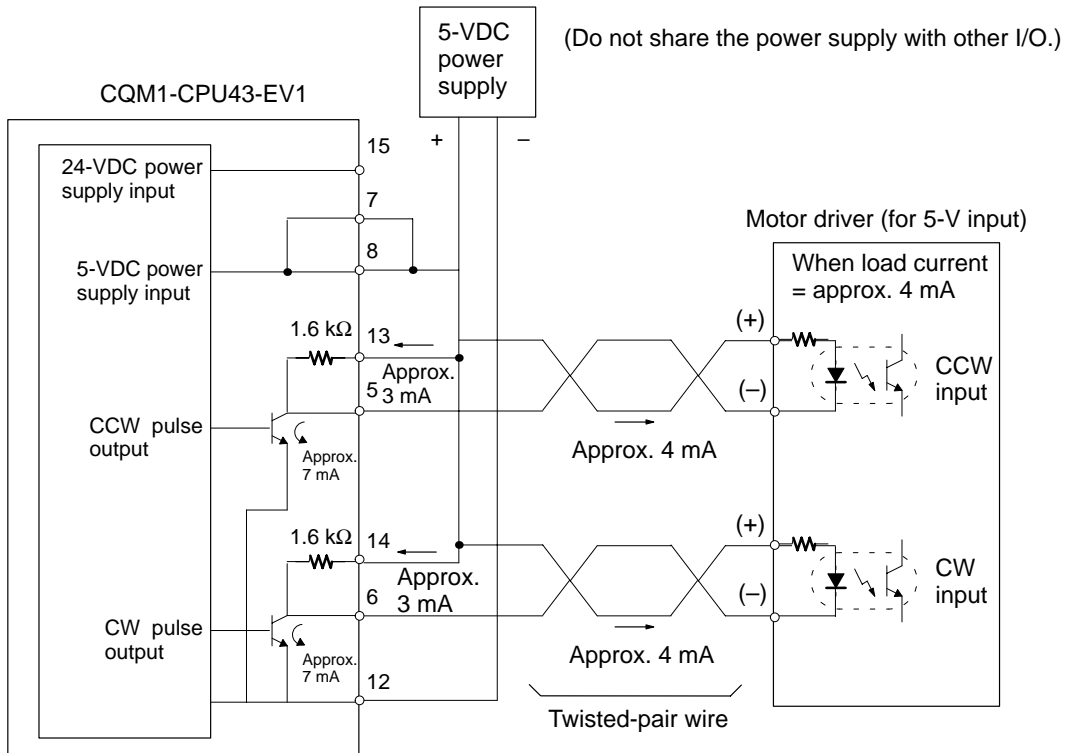 5-VDC
power
supply
(Do not share the power supply with other I/O.)
CQM1-CPU43-EV1
+
–
15
24-VDC power
supply input
7
8
5-VDC power
supply input
Motor driver (for 5-V input)
When load current
= approx. 4 mA
1.6 kΩ
13
Approx.
3 mA
5
(+)
(–)
CCW
input
CCW pulse
output
Approx.
7 mA
Approx. 4 mA
1.6 kΩ
14
Approx.
3 mA
6
(+)
(–)
CW
input
CW pulse
output
Approx.
7 mA
Approx. 4 mA
12
Twisted-pair wire